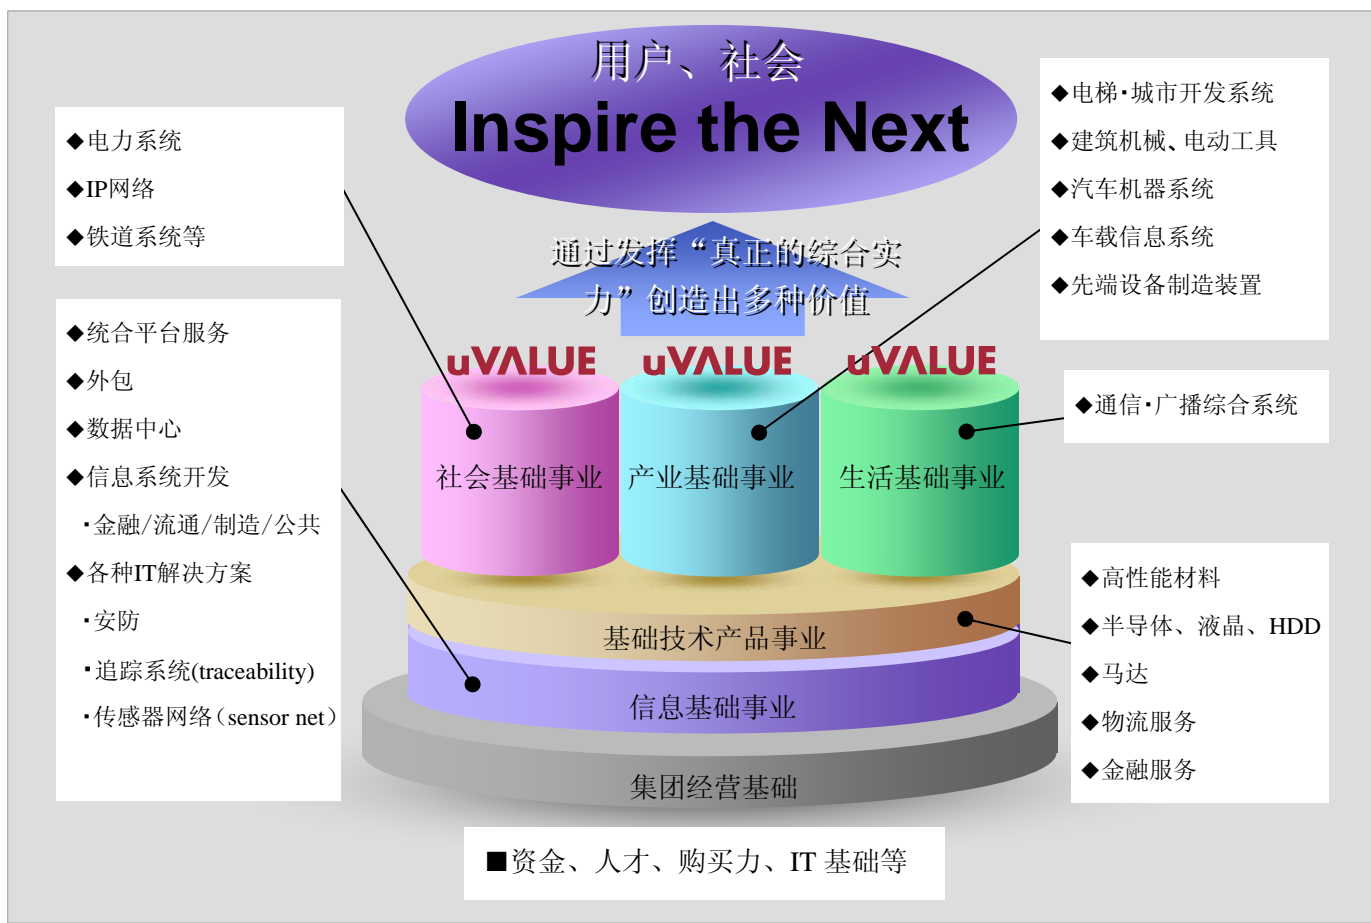 用户、社会
Inspire the Next
通过发挥“真正的综合实
力”创造出多种价值
◆电力系统
◆IP网络
◆铁道系统等
◆统合平台服务
◆外包
◆数据中心
◆信息系统开发
・金融/流通/制造/公共
◆各种IT解决方案
・安防
・追踪系统(traceability)
・传感器网络（sensor net）
uVALUE
uVALUE
uVALUE
社会基础事业
产业基础事业
生活基础事业
基础技术产品事业
信息基础事业
集团经营基础
◆电梯・城市开发系统
◆建筑机械、电动工具
◆汽车机器系统
◆车载信息系统
◆先端设备制造装置
◆通信・广播综合系统
◆高性能材料
◆半导体、液晶、HDD
◆马达
◆物流服务
◆金融服务
■资金、人才、购买力、IT 基础等